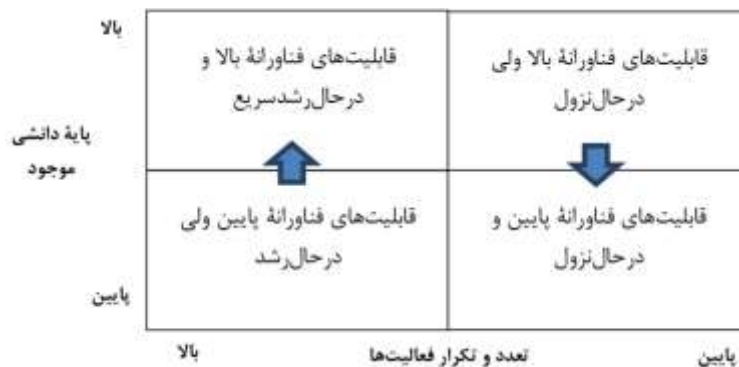 بالا
قابلیت‌های فناورانهٔ بالا ولی
درحال‌نزول
قابلیت‌های فناورانهٔ بالا و
درحال‌رشدسریع
پایهٔ دانشی
موجود
قابلیت‌های فناورانهٔ پایین و
درحال‌نزول
قابلیت‌های فناورانهٔ پایین ولی
درحال‌رشد
پایین
پایین
تعدد و تکرار فعالیت‌ها
بالا